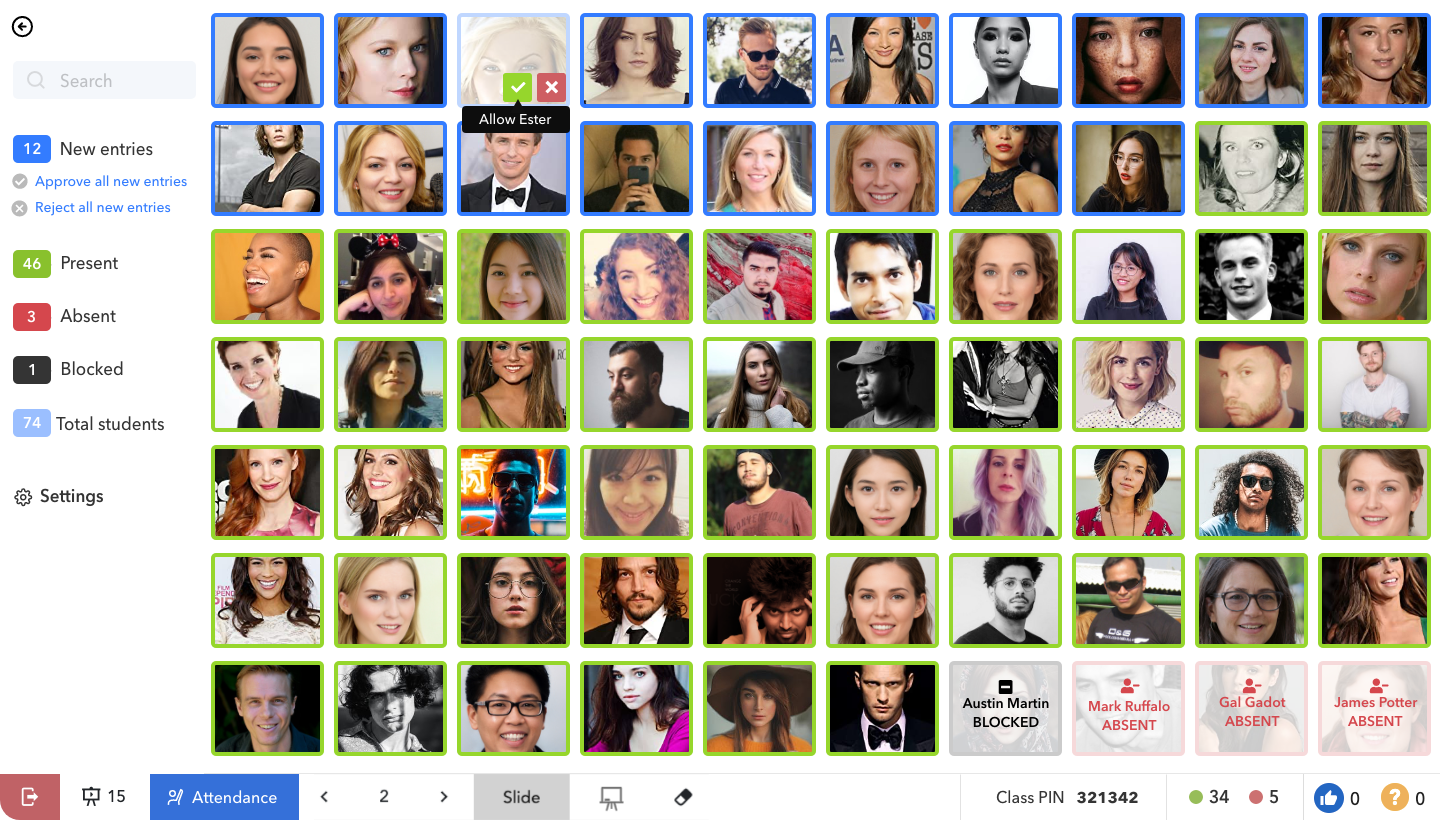 Search
12 New entries
Approve all new entries
Reject all new entries
46 Present
3 Absent
1 Blocked
74 Total students
Settings
Allow Ester
Austin Martin
BLOCKED
Mark Ruffalo
ABSENT
Gal Gadot
ABSENT
James Potter
ABSENT
15
Attendance
2
Slide
Class PIN 321342
34
5
0
? 0